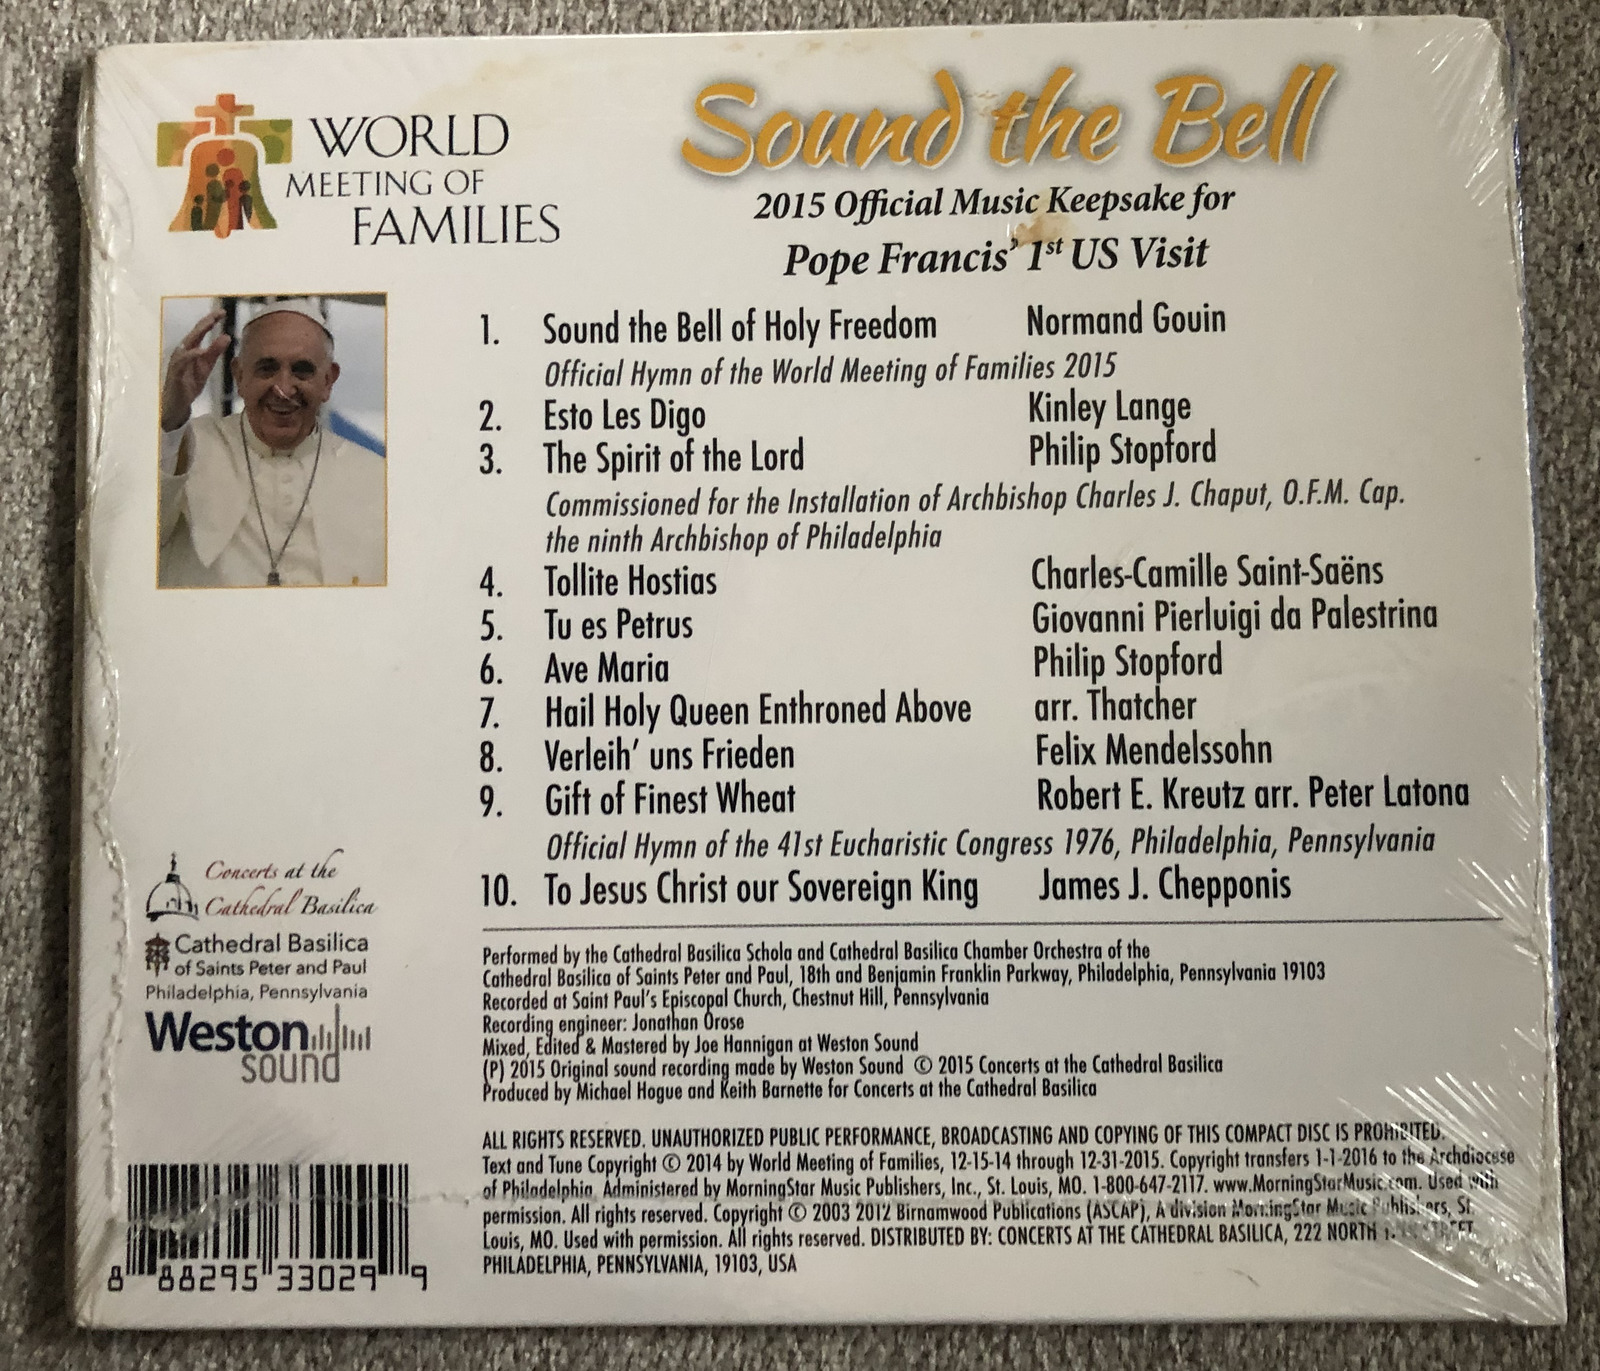 WORLD
MEETING OF
FAMILIES
Sound the Bell
2015 Official Music Keepsake for
Pope Francis' 1st US Visit
1. Sound the Bell of Holy Freedom Normand Gouin
Official Hymn of the World Meeting of Families 2015
2. Esto Les Digo Kinley Lange
3. The Spirit of the Lord Philip Stopford
Commissioned for the Installation of Archbishop Charles J. Chaput, O.F.M. Cap.
the ninth Archbishop of Philadelphia
4. Tollite Hostias Charles-Camille Saint-Saëns
5. Tu es Petrus Giovanni Pierluigi da Palestrina
6. Ave Maria Philip Stopford
7. Hail Holy Queen Enthroned Above arr. Thatcher
8. Verleih' uns Frieden Felix Mendelssohn
9. Gift of Finest Wheat Robert E. Kreutz arr. Peter Latona
Official Hymn of the 41st Eucharistic Congress 1976, Philadelphia, Pennsylvania
10. To Jesus Christ our Sovereign King James J. Chepponis
Concerts at the
Cathedral Basilica
Cathedral Basilica
of Saints Peter and Paul
Philadelphia, Pennsylvania
Weston
sound
Performed by the Cathedral Basilica Schola and Cathedral Basilica Chamber Orchestra of the
Cathedral Basilica of Saints Peter and Paul, 18th and Benjamin Franklin Parkway, Philadelphia, Pennsylvania 19103
Recorded at Saint Paul's Episcopal Church, Chestnut Hill, Pennsylvania
Recording engineer: Jonathan Orose
Mixed, Edited & Mastered by Joe Hannigan at Weston Sound
(P) 2015 Original sound recording made by Weston Sound © 2015 Concerts at the Cathedral Basilica
Produced by Michael Hogue and Keith Barnette for Concerts at the Cathedral Basilica
ALL RIGHTS RESERVED. UNAUTHORIZED PUBLIC PERFORMANCE, BROADCASTING AND COPYING OF THIS COMPACT DISC IS PROHIBITED.
Text and Tune Copyright © 2014 by World Meeting of Families, 12-15-14 through 12-31-2015. Copyright transfers 1-1-2016 to the Archdiocese
of Philadelphia. Administered by MorningStar Music Publishers, Inc., St. Louis, MO. 1-800-647-2117. www.MorningStarMusic.com. Used with
permission. All rights reserved. Copyright © 2003 2012 Birnamwood Publications (ASCAP), A division MorningStar Music Publishers, St.
Louis, MO. Used with permission. All rights reserved. DISTRIBUTED BY: CONCERTS AT THE CATHEDRAL BASILICA, 222 NORTH STREET
PHILADELPHIA, PENNSYLVANIA, 19103, USA
8 88295 33029 9